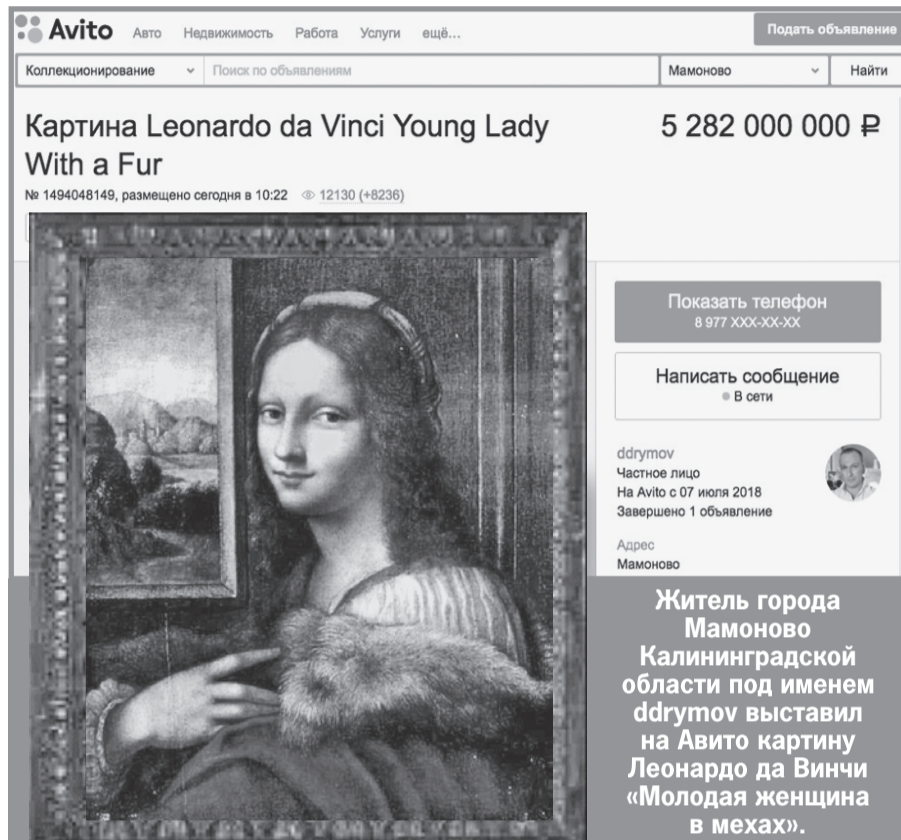 Avito Авто Недвижимость Работа Услуги ещё... Подать объявление
Коллекционирование Поиск по объявлениям Мамоново Найти
Картина Leonardo da Vinci Young Lady
With a Fur
5 282 000 000 ₽
№ 1494048149, размещено сегодня в 10:22 12130 (+8236)
Показать телефон
8 977 XXX-XX-XX
Написать сообщение
В сети
ddrymov
Частное лицо
На Avito с 07 июля 2018
Завершено 1 объявление
Адрес
Мамоново
Житель города
Мамоново
Калининградской
области под именем
ddrymov выставил
на Авито картину
Леонардо да Винчи
«Молодая женщина
в мехах».